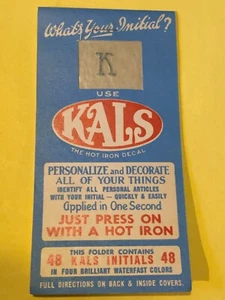 What's Your Initial?
K
USE
KALS
THE HOT IRON DECAL
PERSONALIZE and DECORATE
ALL OF YOUR THINGS
IDENTIFY ALL PERSONAL ARTICLES
WITH YOUR INITIAL - QUICKLY & EASILY
Applied in One Second
JUST PRESS ON
WITH A HOT IRON
THIS FOLDER CONTAINS
48 KALS INITIALS 48
IN FOUR BRILLIANT WATERFAST COLORS
FULL DIRECTIONS ON BACK & INSIDE COVERS.